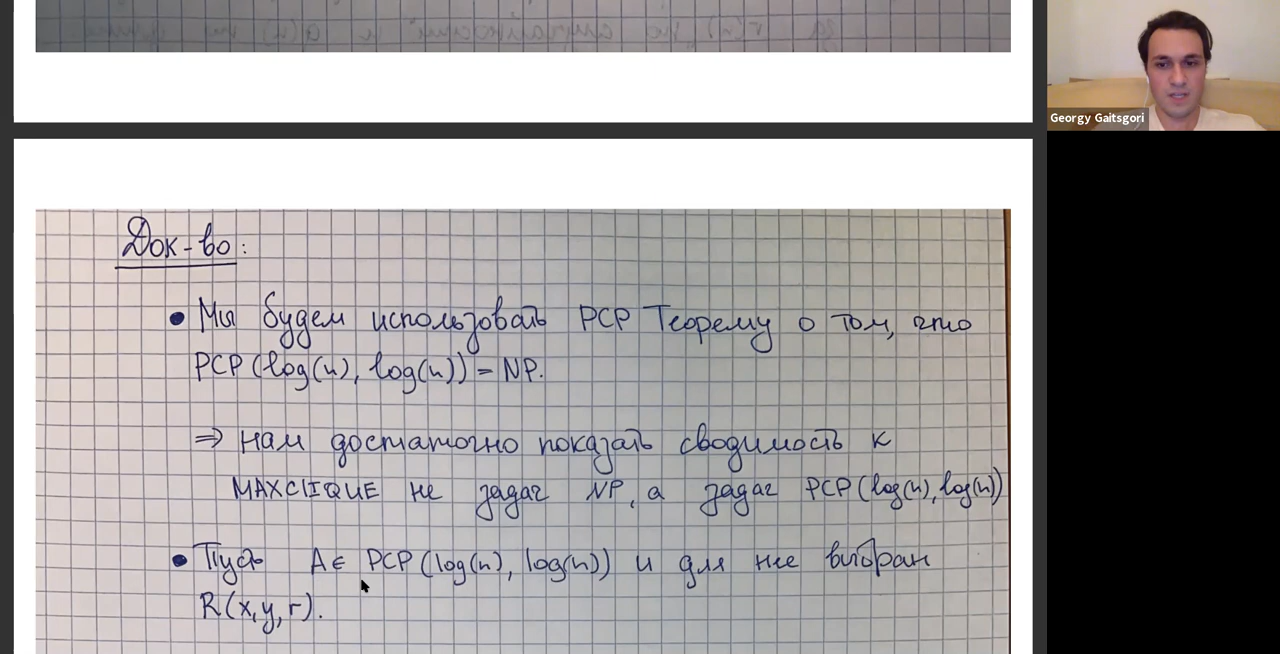 Georgy Gaitsgori
Док-во:
• Мы будем использовать PCP Теорему о том, что
PCP(log(n), log(n)) = NP.
⇒ нам достаточно показать сводимость к
MAXCLIQUE не задач NP, а задач PCP(log(n), log(n))
• Пусть A ∈ PCP(log(n), log(n)) и для нее выбран
R(x,y,r).